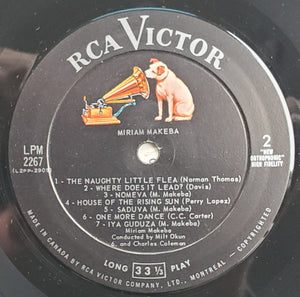 RCA VICTOR
MIRIAM MAKEBA
LPM
2267
2
"NEW
ORTHOPHONIC"
HIGH FIDELITY
1 - THE NAUGHTY LITTLE FLEA (Norman Thomas)
2 - WHERE DOES IT LEAD? (Davis)
3 - NOMEVA (M. Makeba)
4 - HOUSE OF THE RISING SUN (Perry Lopez)
5 - SADUVA (M. Makeba)
6 - ONE MORE DANCE (C.C. Carter)
7 - IYA GUDUZA (M. Makeba)
Miriam Makeba
Conducted by Milt Okun
6, and Charles Coleman
LONG 33 1/3 PLAY
MADE IN CANADA BY RCA VICTOR COMPANY, LTD., MONTREAL — COPYRIGHTED